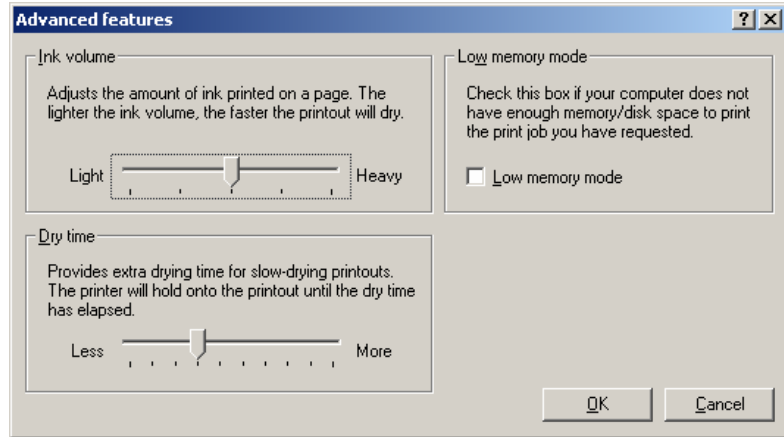 Advanced features
Ink volume
Adjusts the amount of ink printed on a page. The
lighter the ink volume, the faster the printout will dry.
Light Heavy
Low memory mode
Check this box if your computer does not
have enough memory/disk space to print
the print job you have requested.
Low memory mode
Dry time
Provides extra drying time for slow-drying printouts.
The printer will hold onto the printout until the dry time
has elapsed.
Less More
OK Cancel